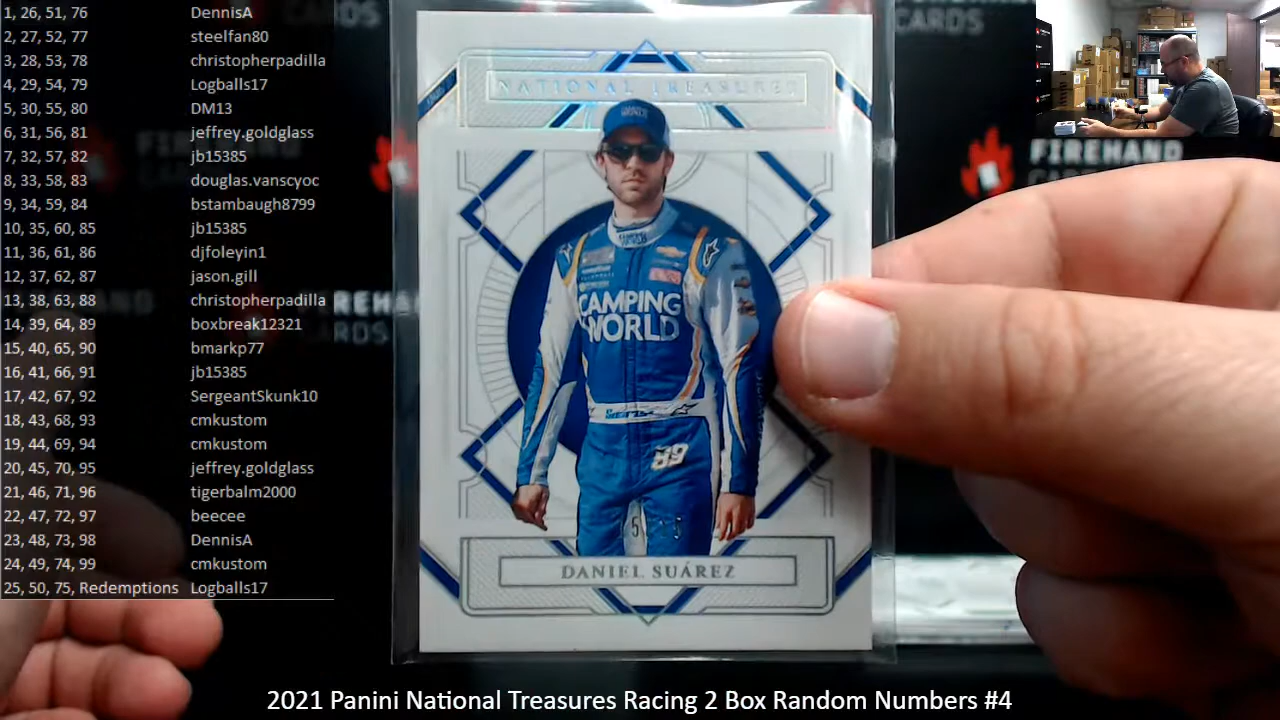 1, 26, 51, 76 DennisA
2, 27, 52, 77 steelfan80
3, 28, 53, 78 christopherpadilla
4, 29, 54, 79 Logballs17
5, 30, 55, 80 DM13
6, 31, 56, 81 jeffrey.goldglass
7, 32, 57, 82 jb15385
8, 33, 58, 83 douglas.vanscyoc
9, 34, 59, 84 bstambaugh8799
10, 35, 60, 85 jb15385
11, 36, 61, 86 djfoleyin1
12, 37, 62, 87 jason.gill
13, 38, 63, 88 christopherpadilla
14, 39, 64, 89 boxbreak12321
15, 40, 65, 90 bmarkp77
16, 41, 66, 91 jb15385
17, 42, 67, 92 SergeantSkunk10
18, 43, 68, 93 cmkustom
19, 44, 69, 94 cmkustom
20, 45, 70, 95 jeffrey.goldglass
21, 46, 71, 96 tigerbalm2000
22, 47, 72, 97 beecee
23, 48, 73, 98 DennisA
24, 49, 74, 99 cmkustom
25, 50, 75, Redemptions Logballs17
NATIONAL TREASURES
CAMPING
WORLD
89
DANIEL SUÁREZ
FIREHAND
CARDS
FIREHAND
CARDS
2021 Panini National Treasures Racing 2 Box Random Numbers #4